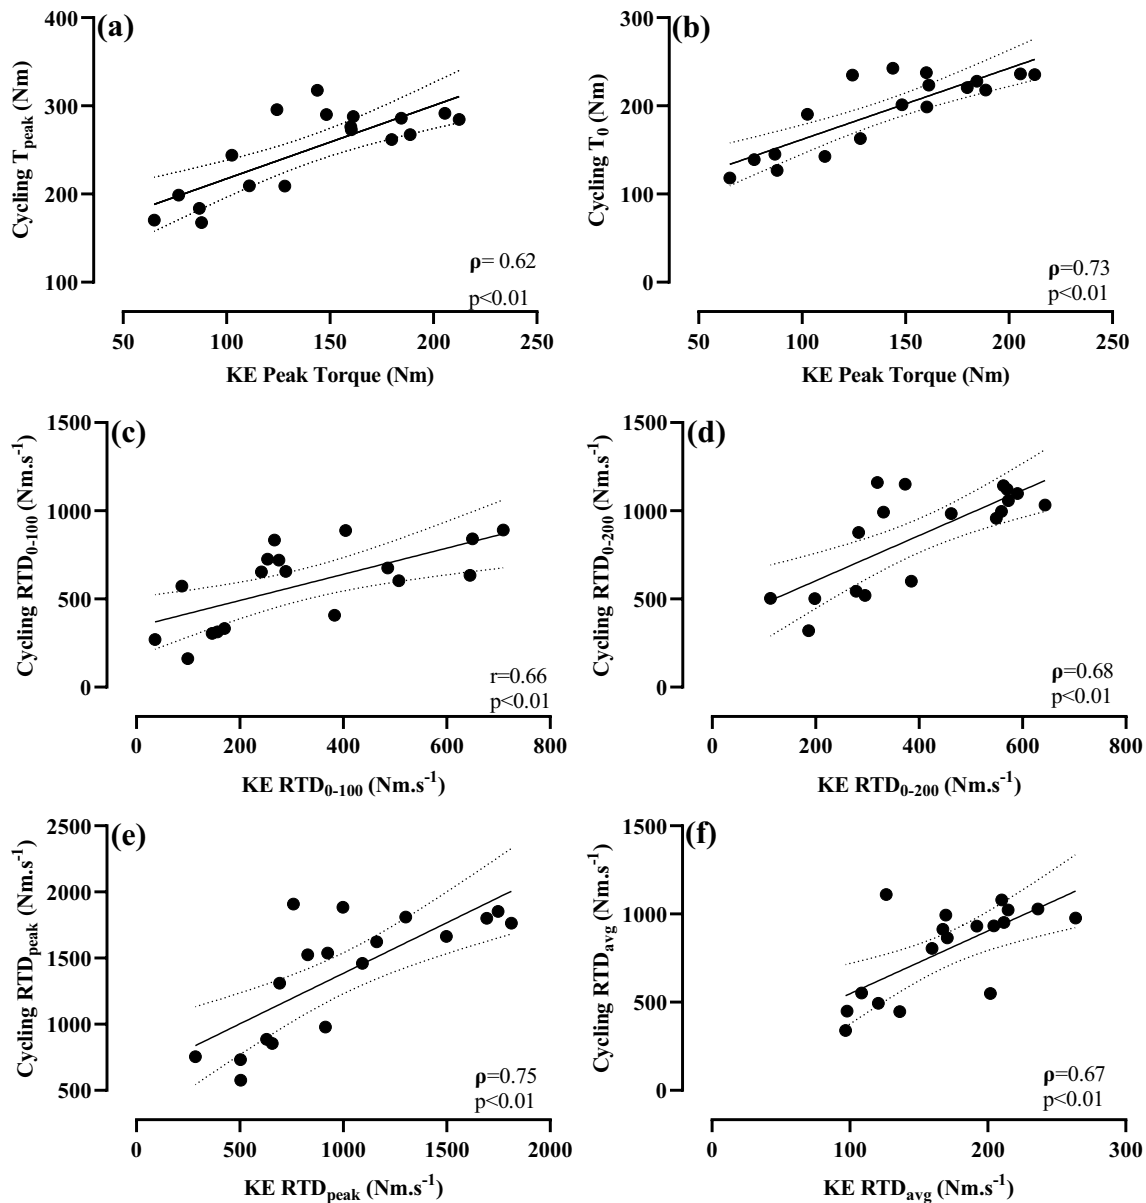 (a)
400
300
200
100
Cycling Tpeak (Nm)
ρ= 0.62
p<0.01
50 100 150 200 250
KE Peak Torque (Nm)
(b)
300
200
100
0
Cycling T0 (Nm)
ρ=0.73
p<0.01
50 100 150 200 250
KE Peak Torque (Nm)
(c)
1500
1000
500
0
Cycling RTD0-100 (Nm.s-1)
r=0.66
p<0.01
0 200 400 600 800
KE RTD0-100 (Nm.s-1)
(d)
1500
1000
500
0
Cycling RTD0-200 (Nm.s-1)
ρ=0.68
p<0.01
0 200 400 600 800
KE RTD0-200 (Nm.s-1)
(e)
2500
2000
1500
1000
500
Cycling RTDpeak (Nm.s-1)
ρ=0.75
p<0.01
0 500 1000 1500 2000
KE RTDpeak (Nm.s-1)
(f)
1500
1000
500
0
Cycling RTDavg (Nm.s-1)
ρ=0.67
p<0.01
0 100 200 300
KE RTDavg (Nm.s-1)